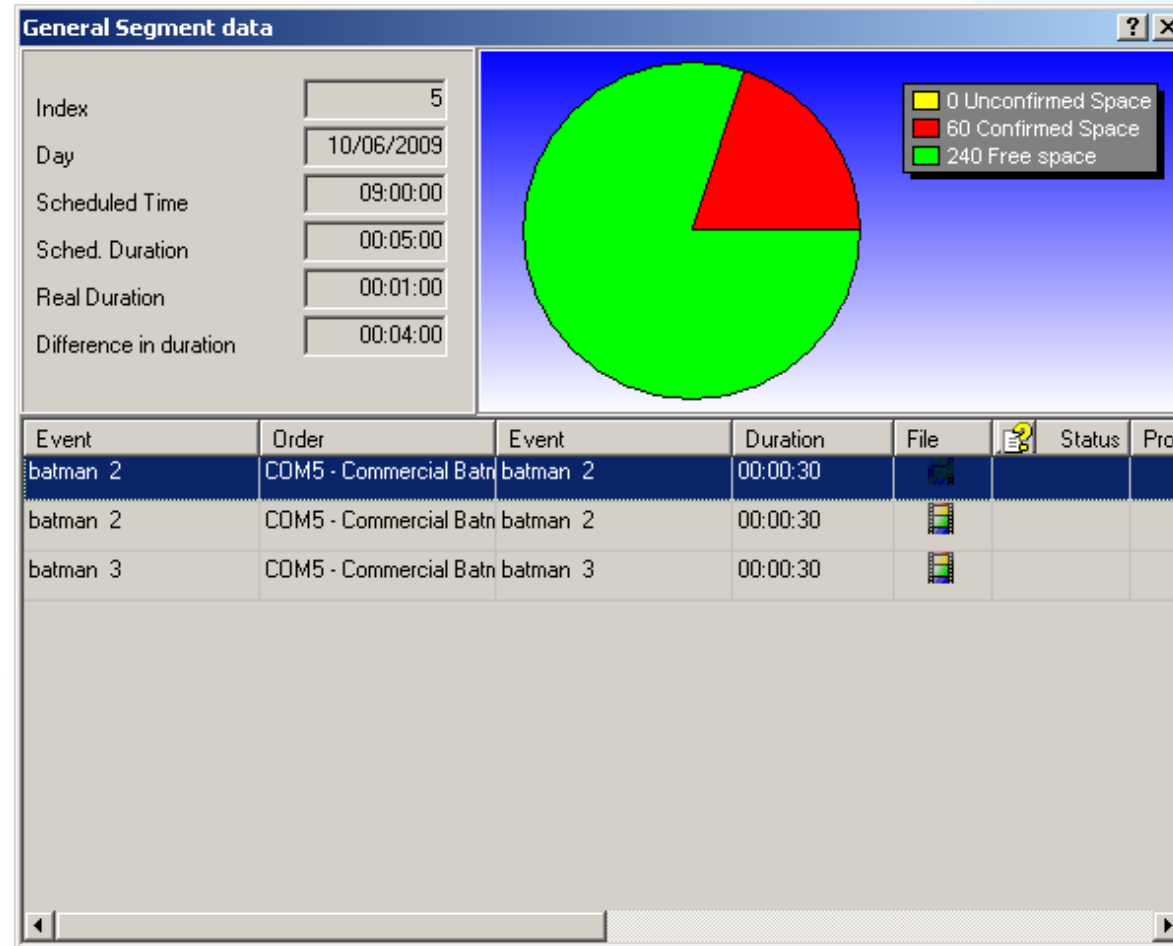 General Segment data
Index 5
Day 10/06/2009
Scheduled Time 09:00:00
Sched. Duration 00:05:00
Real Duration 00:01:00
Difference in duration 00:04:00
0 Unconfirmed Space
60 Confirmed Space
240 Free space
Event Order Event Duration File Status Pro
batman 2 COM5 - Commercial Batn batman 2 00:00:30
batman 2 COM5 - Commercial Batn batman 2 00:00:30
batman 3 COM5 - Commercial Batn batman 3 00:00:30